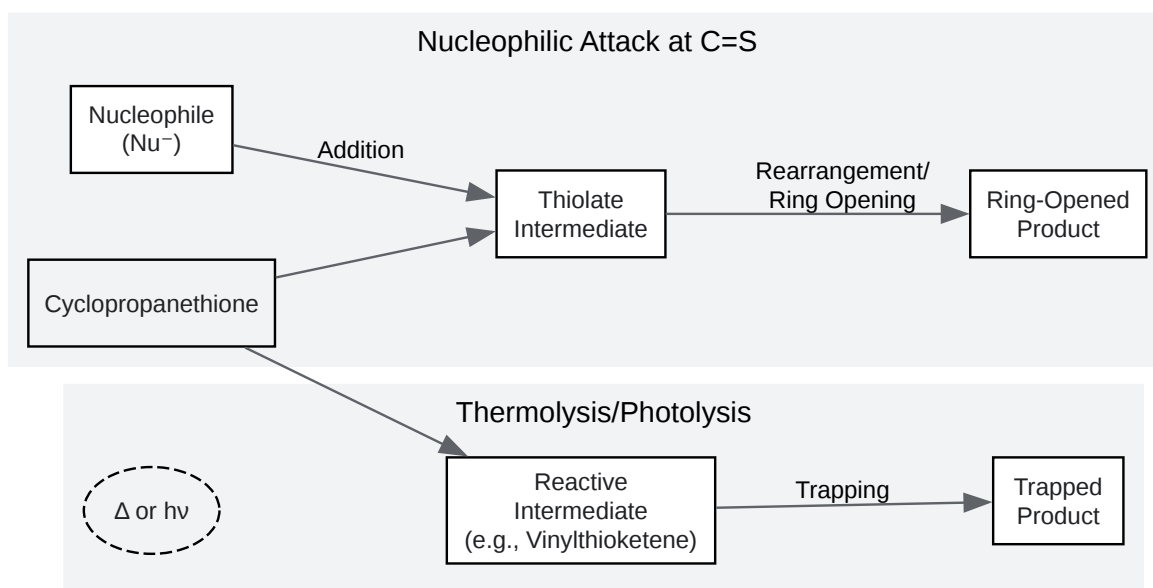 Nucleophilic Attack at C=S
Nucleophile
(Nu⁻)
Addition
Thiolate
Intermediate
Rearrangement/
Ring Opening
Ring-Opened
Product
Cyclopropanethione
Thermolysis/Photolysis
Δ or hν
Reactive
Intermediate
(e.g., Vinylthioketene)
Trapping
Trapped
Product